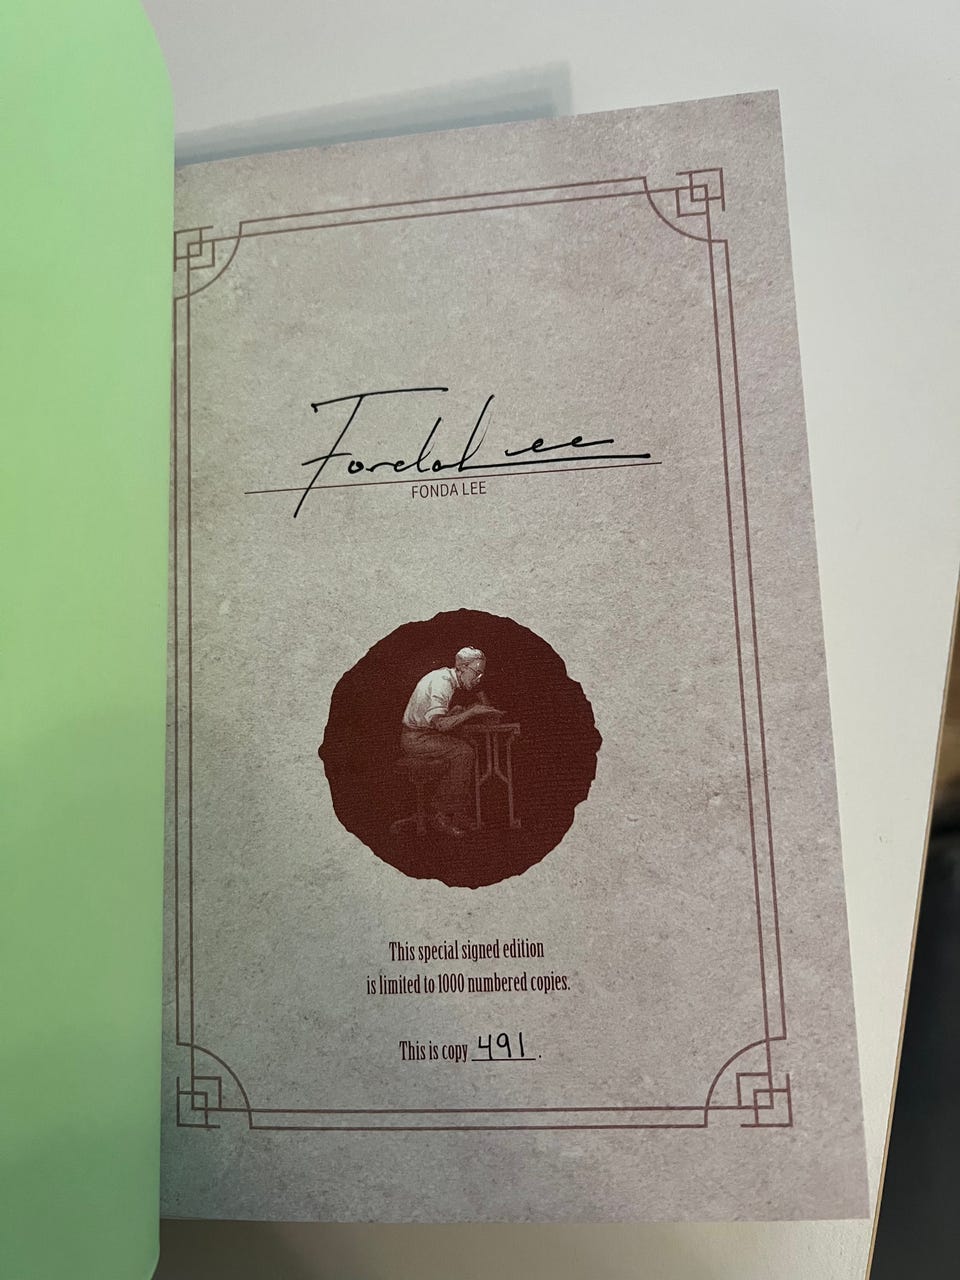 Fonda Lee
FONDA LEE
This special signed edition
is limited to 1000 numbered copies.
This is copy 491.